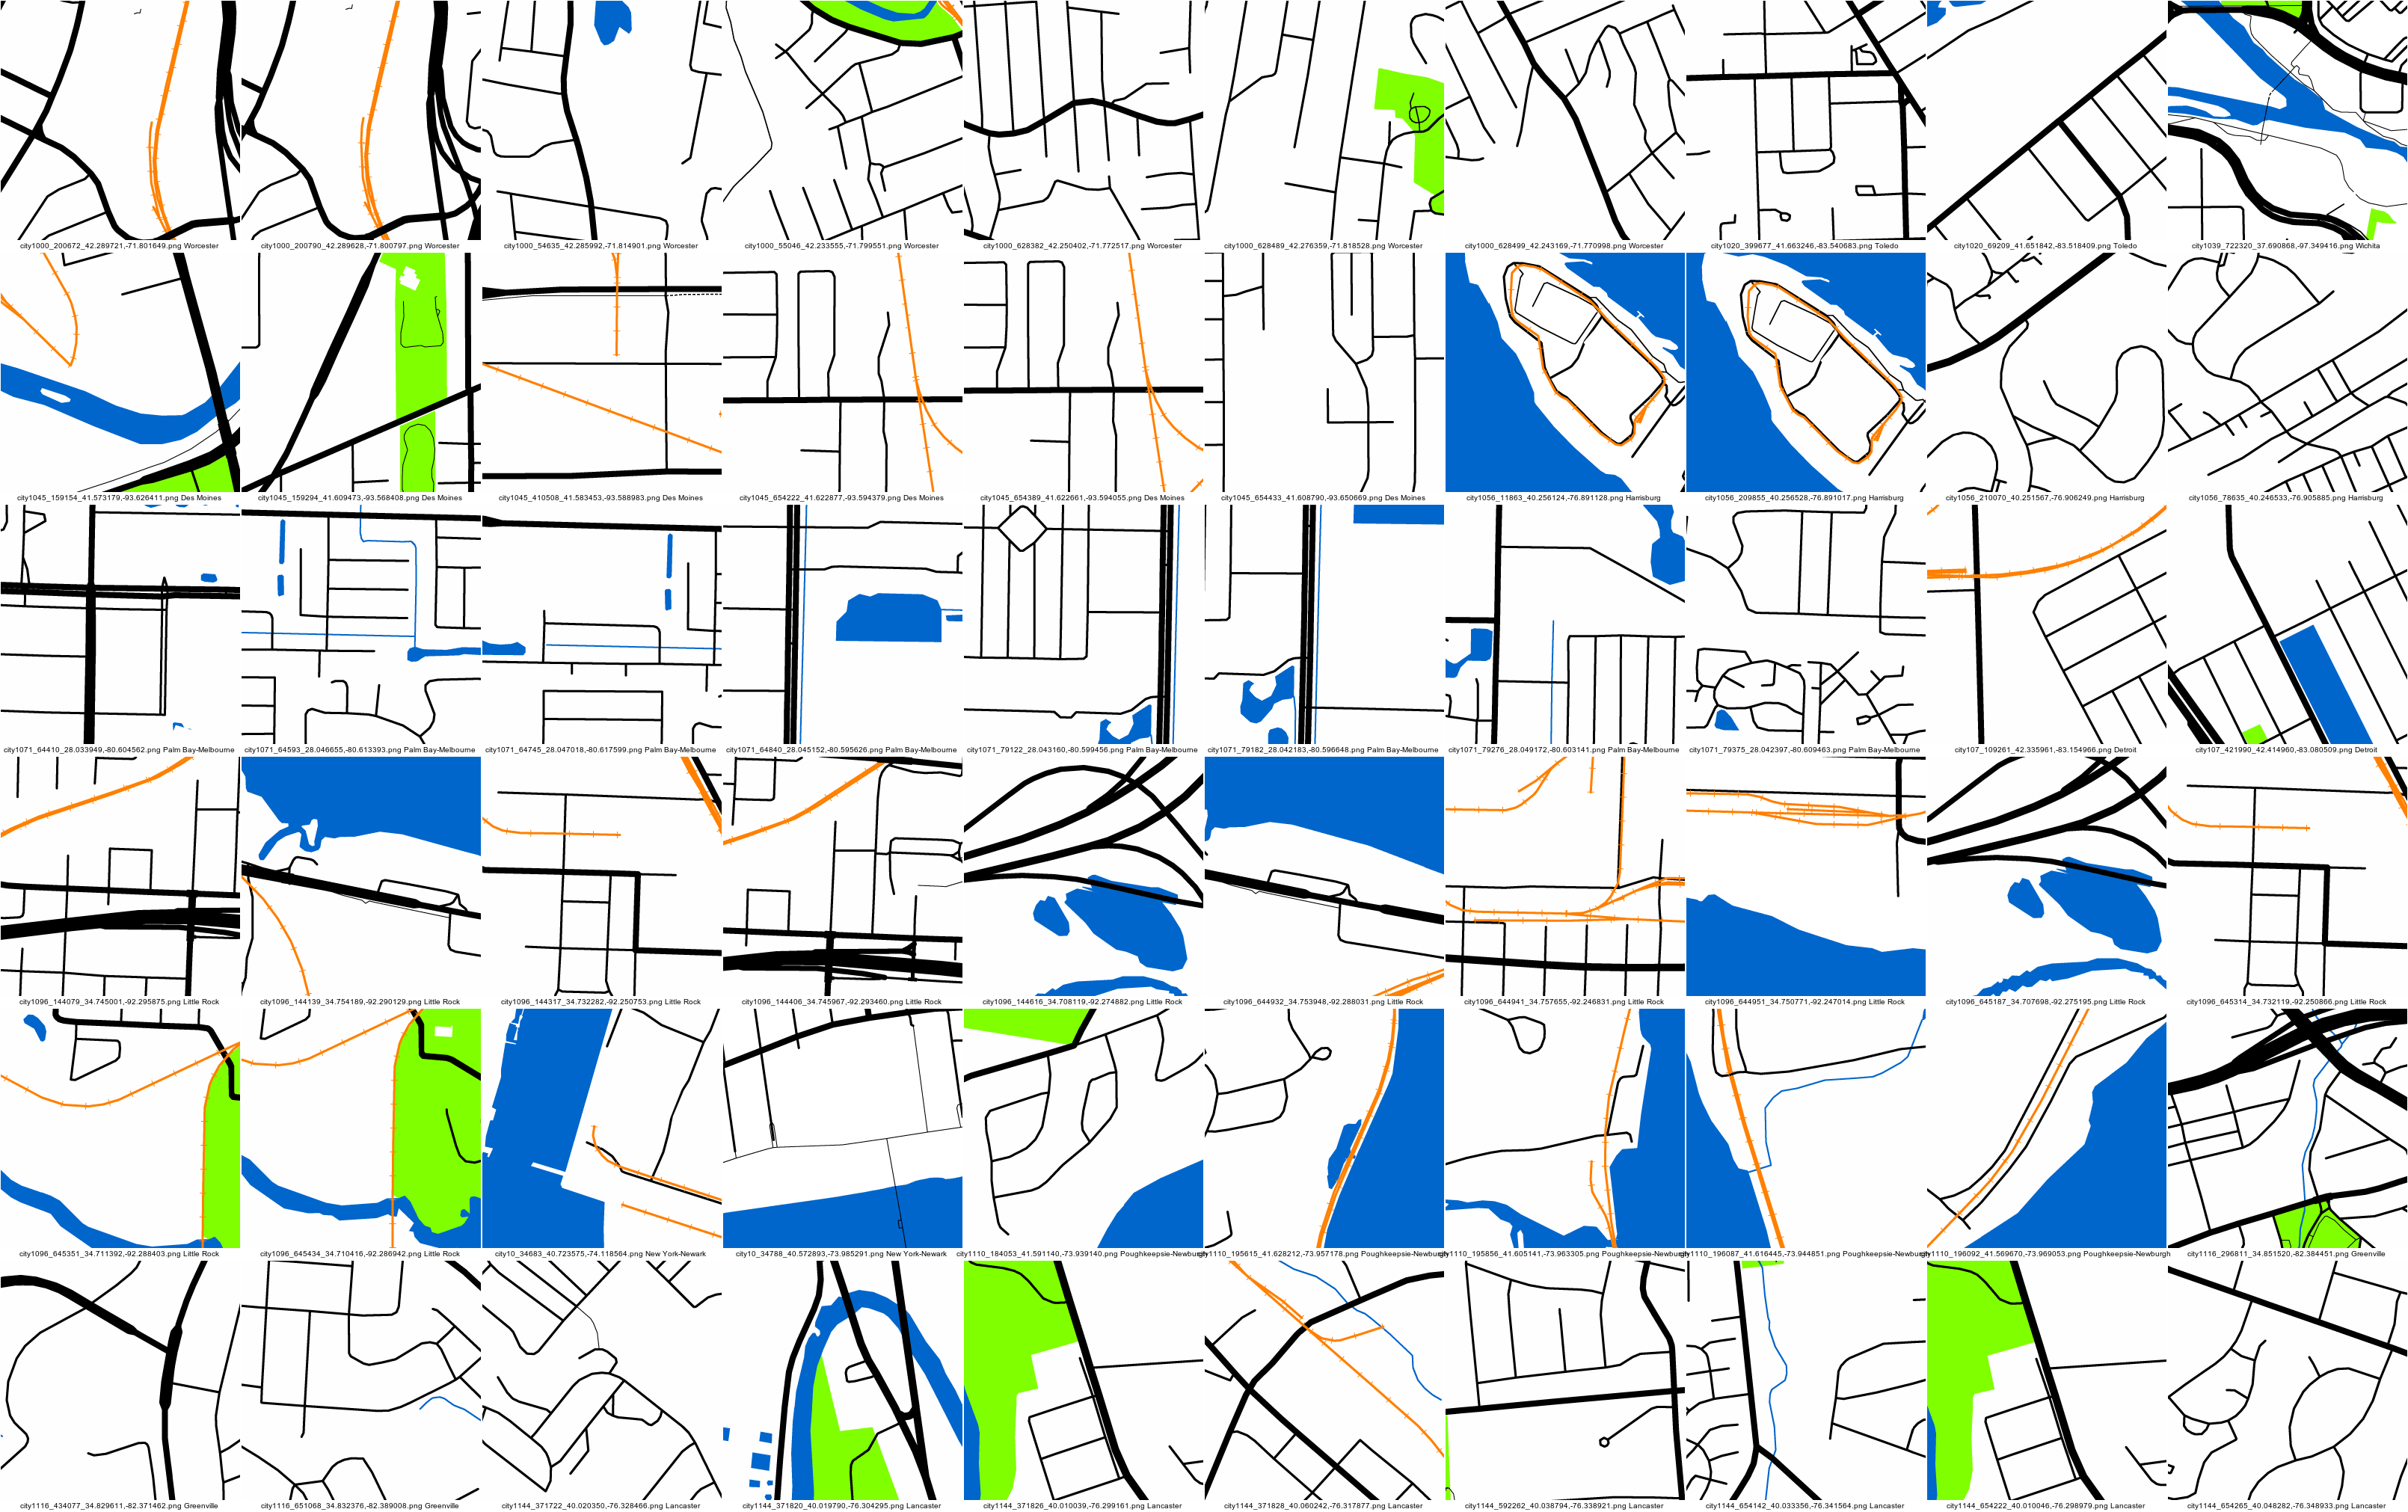 city1000_200672_42.289721,-71.801649.png Worcester
city1000_200790_42.289628,-71.800797.png Worcester
city1000_54635_42.285992,-71.814901.png Worcester
city1000_55046_42.233555,-71.799551.png Worcester
city1000_628382_42.250402,-71.772517.png Worcester
city1000_628489_42.276359,-71.818528.png Worcester
city1000_628499_42.243169,-71.770998.png Worcester
city1020_399677_41.663246,-83.540683.png Toledo
city1020_69209_41.651842,-83.518409.png Toledo
city1039_722320_37.690868,-97.349416.png Wichita
city1045_159154_41.573179,-93.626411.png Des Moines
city1045_159294_41.609473,-93.568408.png Des Moines
city1045_410508_41.583453,-93.588983.png Des Moines
city1045_654222_41.622877,-93.594379.png Des Moines
city1045_654389_41.622661,-93.594055.png Des Moines
city1045_654433_41.608790,-93.650669.png Des Moines
city1056_11863_40.256124,-76.891128.png Harrisburg
city1056_209855_40.256528,-76.891017.png Harrisburg
city1056_210070_40.251567,-76.906249.png Harrisburg
city1056_78635_40.246533,-76.905885.png Harrisburg
city1071_64410_28.033949,-80.604562.png Palm Bay-Melbourne
city1071_64593_28.046655,-80.613393.png Palm Bay-Melbourne
city1071_64745_28.047018,-80.617599.png Palm Bay-Melbourne
city1071_64840_28.045152,-80.595626.png Palm Bay-Melbourne
city1071_79122_28.043160,-80.599456.png Palm Bay-Melbourne
city1071_79182_28.042183,-80.596648.png Palm Bay-Melbourne
city1071_79276_28.049172,-80.603141.png Palm Bay-Melbourne
city1071_79375_28.042397,-80.609463.png Palm Bay-Melbourne
city107_109261_42.335961,-83.154966.png Detroit
city107_421990_42.414960,-83.080509.png Detroit
city1096_144079_34.745001,-92.295875.png Little Rock
city1096_144139_34.754189,-92.290129.png Little Rock
city1096_144317_34.732282,-92.250753.png Little Rock
city1096_144406_34.745967,-92.293460.png Little Rock
city1096_144616_34.708119,-92.274882.png Little Rock
city1096_644932_34.753948,-92.288031.png Little Rock
city1096_644941_34.757655,-92.246831.png Little Rock
city1096_644951_34.750771,-92.247014.png Little Rock
city1096_645187_34.707698,-92.275195.png Little Rock
city1096_645314_34.732119,-92.250866.png Little Rock
city1096_645351_34.711392,-92.288403.png Little Rock
city1096_645434_34.710416,-92.286942.png Little Rock
city10_34683_40.723575,-74.118564.png New York-Newark
city10_34788_40.572893,-73.985291.png New York-Newark
city1110_184053_41.591140,-73.939140.png Poughkeepsie-Newburgh
city1110_195615_41.628212,-73.957178.png Poughkeepsie-Newburgh
city1110_195856_41.605141,-73.963305.png Poughkeepsie-Newburgh
city1110_196087_41.616445,-73.944851.png Poughkeepsie-Newburgh
city1110_196092_41.569670,-73.969053.png Poughkeepsie-Newburgh
city1116_296811_34.851520,-82.384451.png Greenville
city1116_434077_34.829611,-82.371462.png Greenville
city1116_651068_34.832376,-82.389008.png Greenville
city1144_371722_40.020350,-76.328466.png Lancaster
city1144_371820_40.019790,-76.304295.png Lancaster
city1144_371826_40.010039,-76.299161.png Lancaster
city1144_371828_40.060242,-76.317877.png Lancaster
city1144_592262_40.038794,-76.338921.png Lancaster
city1144_654142_40.033356,-76.341564.png Lancaster
city1144_654222_40.010046,-76.298979.png Lancaster
city1144_654265_40.048282,-76.348933.png Lancaster